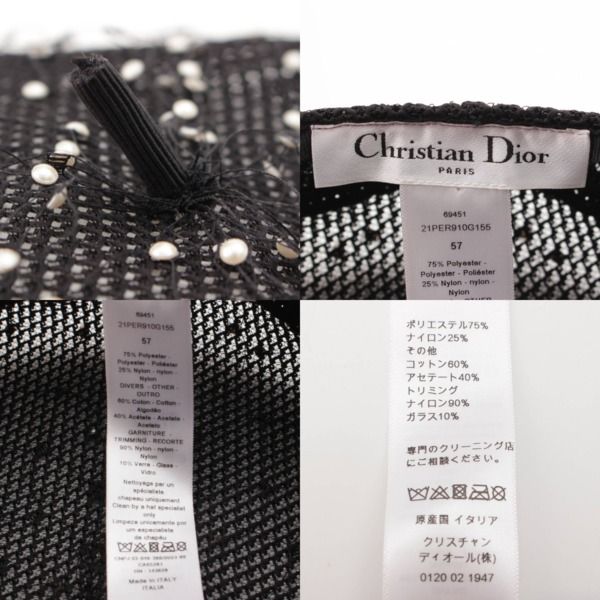 Christian Dior
PARIS
69451
21PER910G155
57
75% Polyester -
Polyester - Poliéster
25% Nylon - nylon -
Nylon
69451
21PER910G155
57
75% Polyester -
Polyester - Poliéster
25% Nylon - nylon -
Nylon
DIVERS - OTHER -
OUTRO
60% Coton - Cotton -
Algodão
40% Acétate - Acetate -
Acetato
GARNITURE -
TRIMMING - RECORTE
90% Nylon - nylon -
Nylon
10% Verre - Glass -
Vidro
Nettoyage par un
spécialiste
chapeau uniquement
Clean by a hat specialist
only
Limpeza unicamente
por um especialista
de chapéu
Made in ITALY
ITALIA
ポリエステル75%
ナイロン25%
その他
コットン60%
アセテート40%
トリミング
ナイロン90%
ガラス10%
専門のクリーニング店
にご相談ください。
原産国 イタリア
クリスチャン
ディオール(株)
0120 02 1947